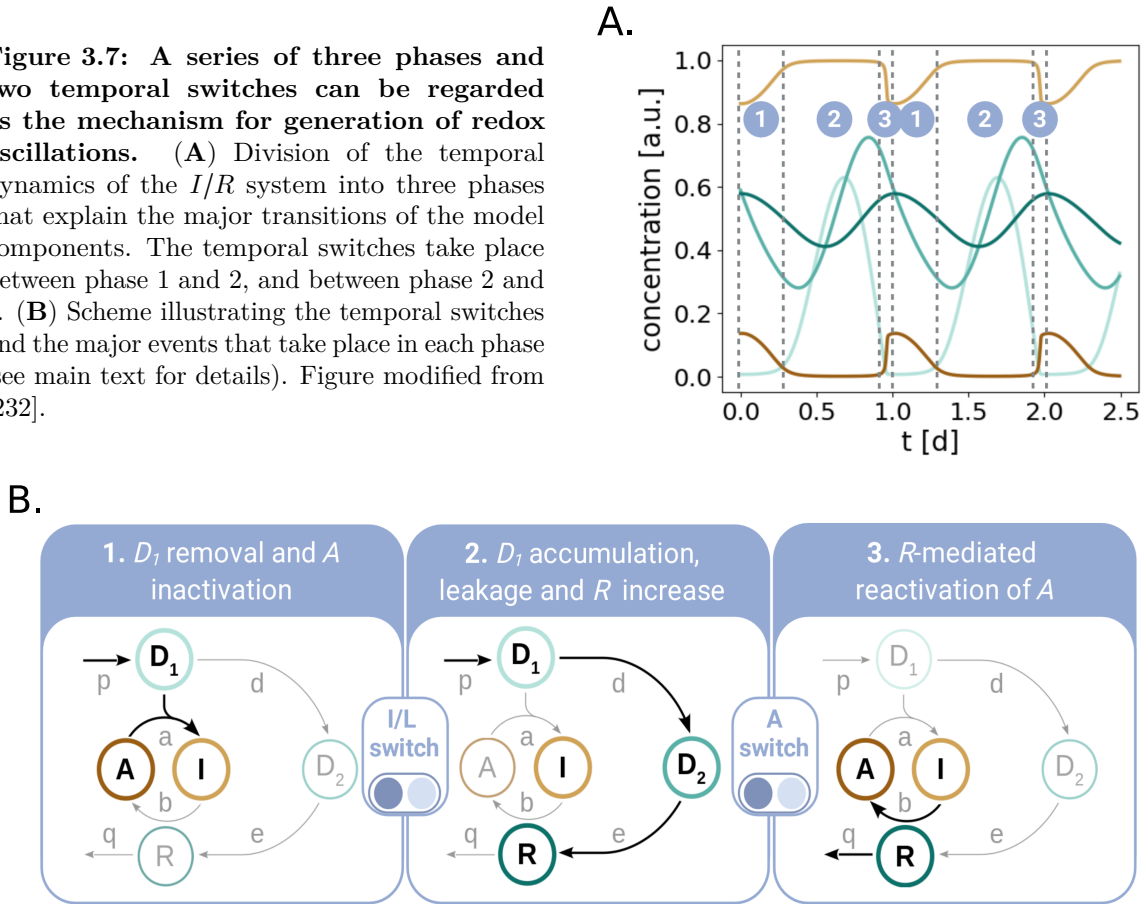 A.
igure 3.7: A series of three phases and
wo temporal switches can be regarded
s the mechanism for generation of redox
scillations. (A) Division of the temporal
ynamics of the I/R system into three phases
hat explain the major transitions of the model
omponents. The temporal switches take place
etween phase 1 and 2, and between phase 2 and
. (B) Scheme illustrating the temporal switches
nd the major events that take place in each phase
see main text for details). Figure modified from
232].
concentration [a.u.]
1.0
0.8
0.6
0.4
0.2
0.0
1 2 3 1 2 3
0.0 0.5 1.0 1.5 2.0 2.5
t [d]
B.
1. D₁ removal and A
inactivation
D₁
p
d
a
A I D₂
b
q R e
I/L
switch
2. D₁ accumulation,
leakage and R increase
D₁
p
d
a
A I D₂
b
q R e
A
switch
3. R-mediated
reactivation of A
D₁
p
d
a
A I D₂
b
q R e